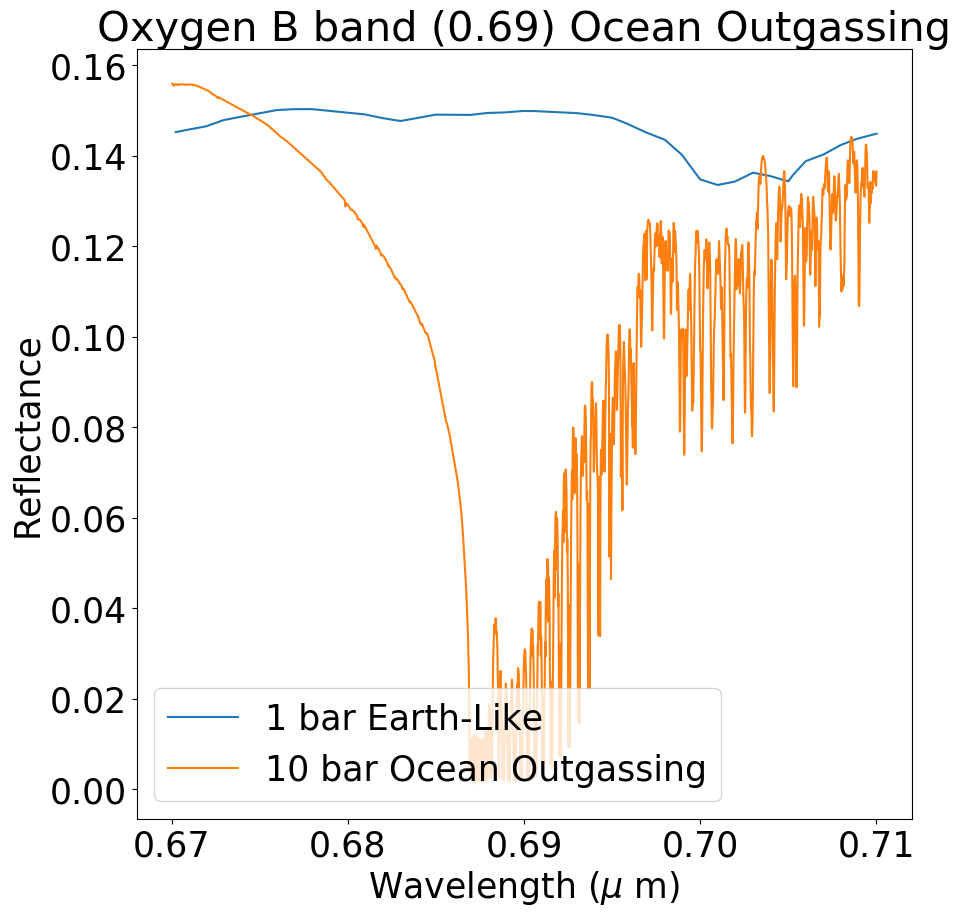 Oxygen B band (0.69) Ocean Outgassing
0.16
0.14
0.12
0.10
0.08
0.06
0.04
0.02
0.00
Reflectance
1 bar Earth-Like
10 bar Ocean Outgassing
0.67 0.68 0.69 0.70 0.71
Wavelength (μ m)